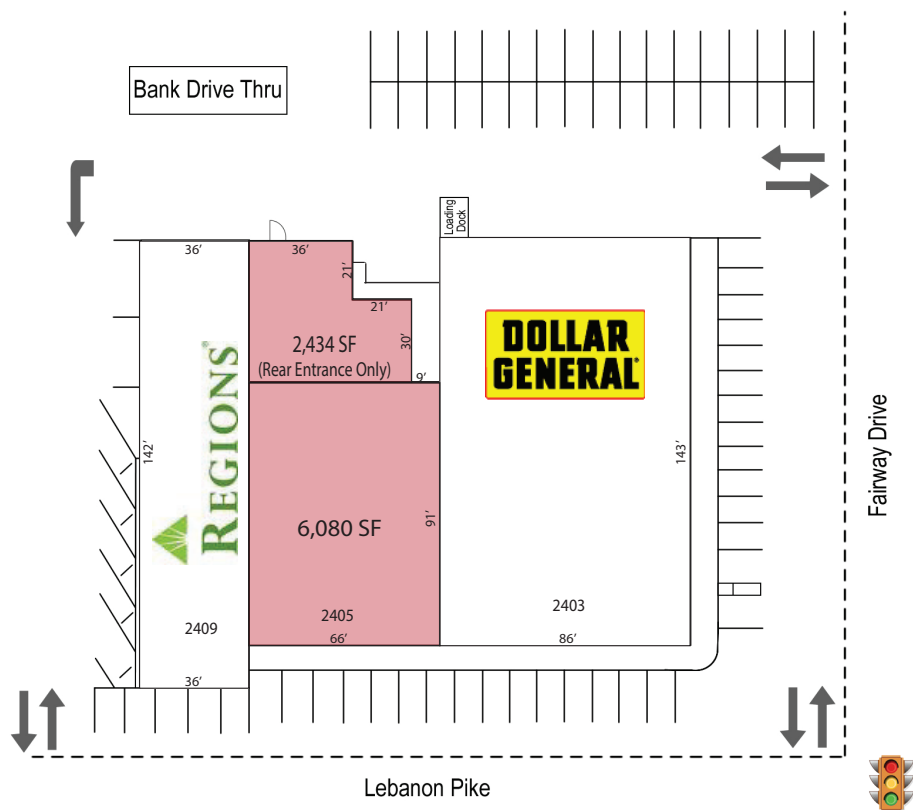 Bank Drive Thru
Loading
Dock
36′
36′
21′
21′
2,434 SF
(Rear Entrance Only)
30′
9′
DOLLAR
GENERAL®
REGIONS®
142′
143′
91′
6,080 SF
Fairway Drive
2409
2405
2403
66′
86′
36′
Lebanon Pike